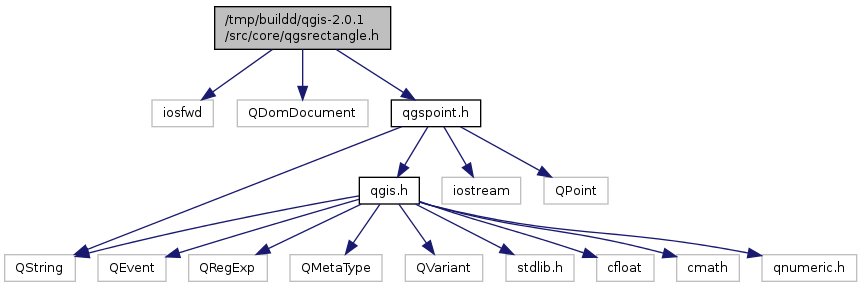 /tmp/buildd/qgis-2.0.1
/src/core/qgsrectangle.h
iosfwd
QDomDocument
qgspoint.h
qgis.h
iostream
QPoint
QString
QEvent
QRegExp
QMetaType
QVariant
stdlib.h
cfloat
cmath
qnumeric.h